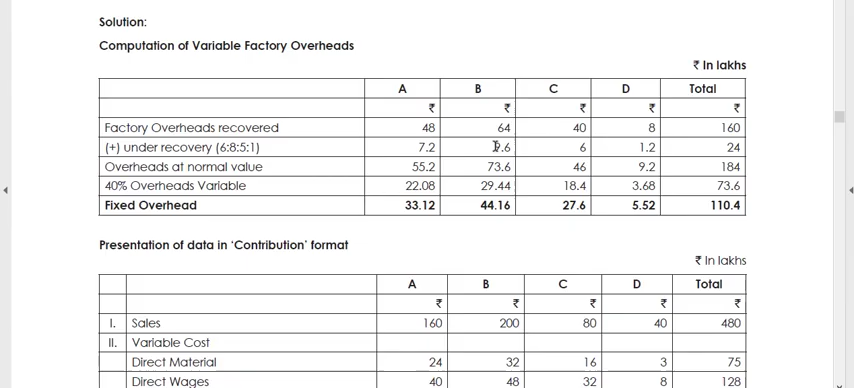 Solution:
Computation of Variable Factory Overheads
₹ In lakhs
A B C D Total
₹ ₹ ₹ ₹ ₹
Factory Overheads recovered 48 64 40 8 160
(+) under recovery (6:8:5:1) 7.2 9.6 6 1.2 24
Overheads at normal value 55.2 73.6 46 9.2 184
40% Overheads Variable 22.08 29.44 18.4 3.68 73.6
Fixed Overhead 33.12 44.16 27.6 5.52 110.4
Presentation of data in ‘Contribution’ format
₹ In lakhs
A B C D Total
₹ ₹ ₹ ₹ ₹
I. Sales 160 200 80 40 480
II. Variable Cost
Direct Material 24 32 16 3 75
Direct Wages 40 48 32 8 128